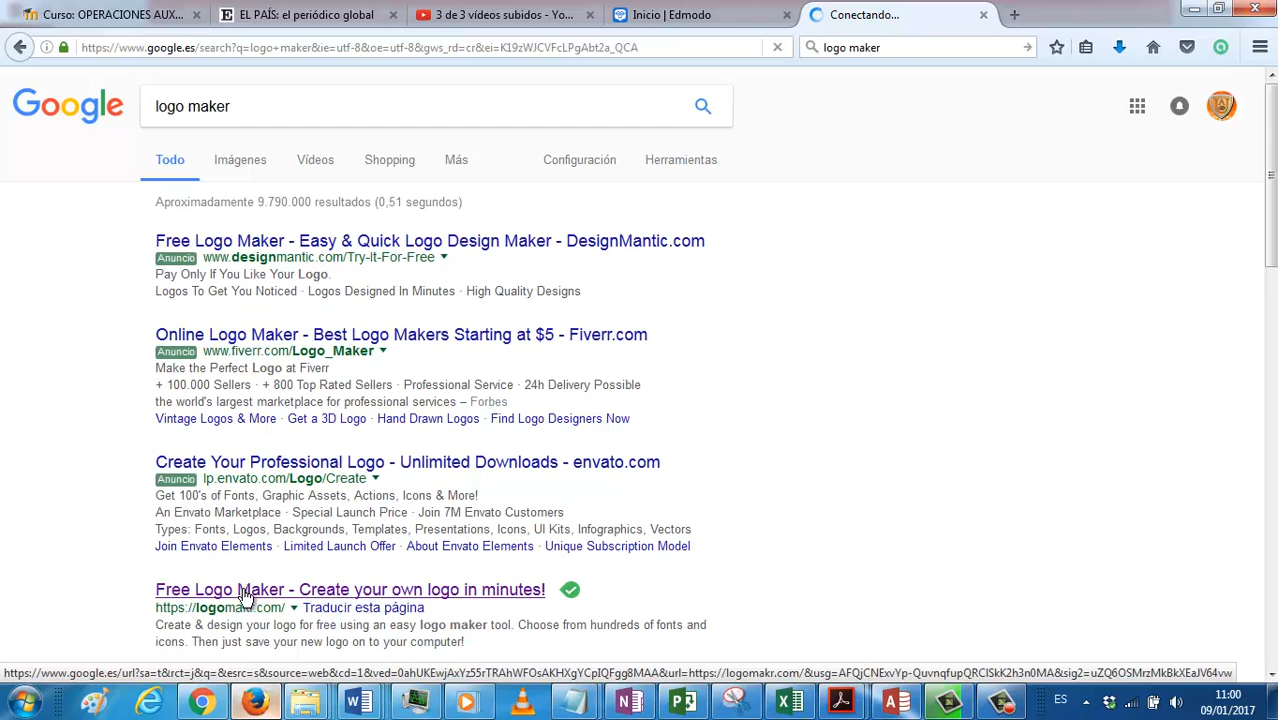 Curso: OPERACIONES AUX...
EL PAÍS: el periódico global
3 de 3 vídeos subidos - Yo...
Inicio | Edmodo
Conectando...
https://www.google.es/search?q=logo+maker&ie=utf-8&oe=utf-8&gws_rd=cr&ei=K19zWJCVFcLPgAbt2a_QCA
logo maker
Google
logo maker
Todo
Imágenes
Vídeos
Shopping
Más
Configuración
Herramientas
Aproximadamente 9.790.000 resultados (0,51 segundos)
Free Logo Maker - Easy & Quick Logo Design Maker - DesignMantic.com
Anuncio www.designmantic.com/Try-It-For-Free
Pay Only If You Like Your Logo.
Logos To Get You Noticed · Logos Designed In Minutes · High Quality Designs
Online Logo Maker - Best Logo Makers Starting at $5 - Fiverr.com
Anuncio www.fiverr.com/Logo_Maker
Make the Perfect Logo at Fiverr
+ 100.000 Sellers · + 800 Top Rated Sellers · Professional Service · 24h Delivery Possible
the world's largest marketplace for professional services – Forbes
Vintage Logos & More · Get a 3D Logo · Hand Drawn Logos · Find Logo Designers Now
Create Your Professional Logo - Unlimited Downloads - envato.com
Anuncio lp.envato.com/Logo/Create
Get 100's of Fonts, Graphic Assets, Actions, Icons & More!
An Envato Marketplace · Special Launch Price · Join 7M Envato Customers
Types: Fonts, Logos, Backgrounds, Templates, Presentations, Icons, UI Kits, Infographics, Vectors
Join Envato Elements · Limited Launch Offer · About Envato Elements · Unique Subscription Model
Free Logo Maker - Create your own logo in minutes!
https://logomakr.com/ Traducir esta página
Create & design your logo for free using an easy logo maker tool. Choose from hundreds of fonts and
icons. Then just save your new logo on to your computer!
ES
11:00
09/01/2017